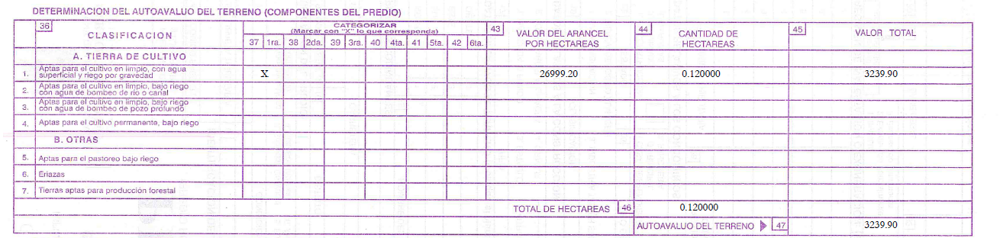 DETERMINACION DEL AUTOAVALUO DEL TERRENO (COMPONENTES DEL PREDIO)
36 CLASIFICACION
CATEGORIZAR
(Marcar con "X" lo que corresponda)
37 1ra. 38 2da. 39 3ra. 40 4ta. 41 5ta. 42 6ta.
43 VALOR DEL ARANCEL
POR HECTAREAS
44 CANTIDAD DE
HECTAREAS
45 VALOR TOTAL
A. TIERRA DE CULTIVO
1. Aptas para el cultivo en limpio, con agua
superficial y riego por gravedad
X 26999.20 0.120000 3239.90
2. Aptas para el cultivo en limpio, bajo riego
con agua de bombeo de rio o canal
3. Aptas para el cultivo en limpio, bajo riego
con agua de bombeo de pozo profundo
4. Aptas para el cultivo permanente, bajo riego
B. OTRAS
5. Aptas para el pastoreo bajo riego
6. Eriazas
7. Tierras aptas para producción forestal
TOTAL DE HECTAREAS 46 0.120000
AUTOAVALUO DEL TERRENO 47 3239.90